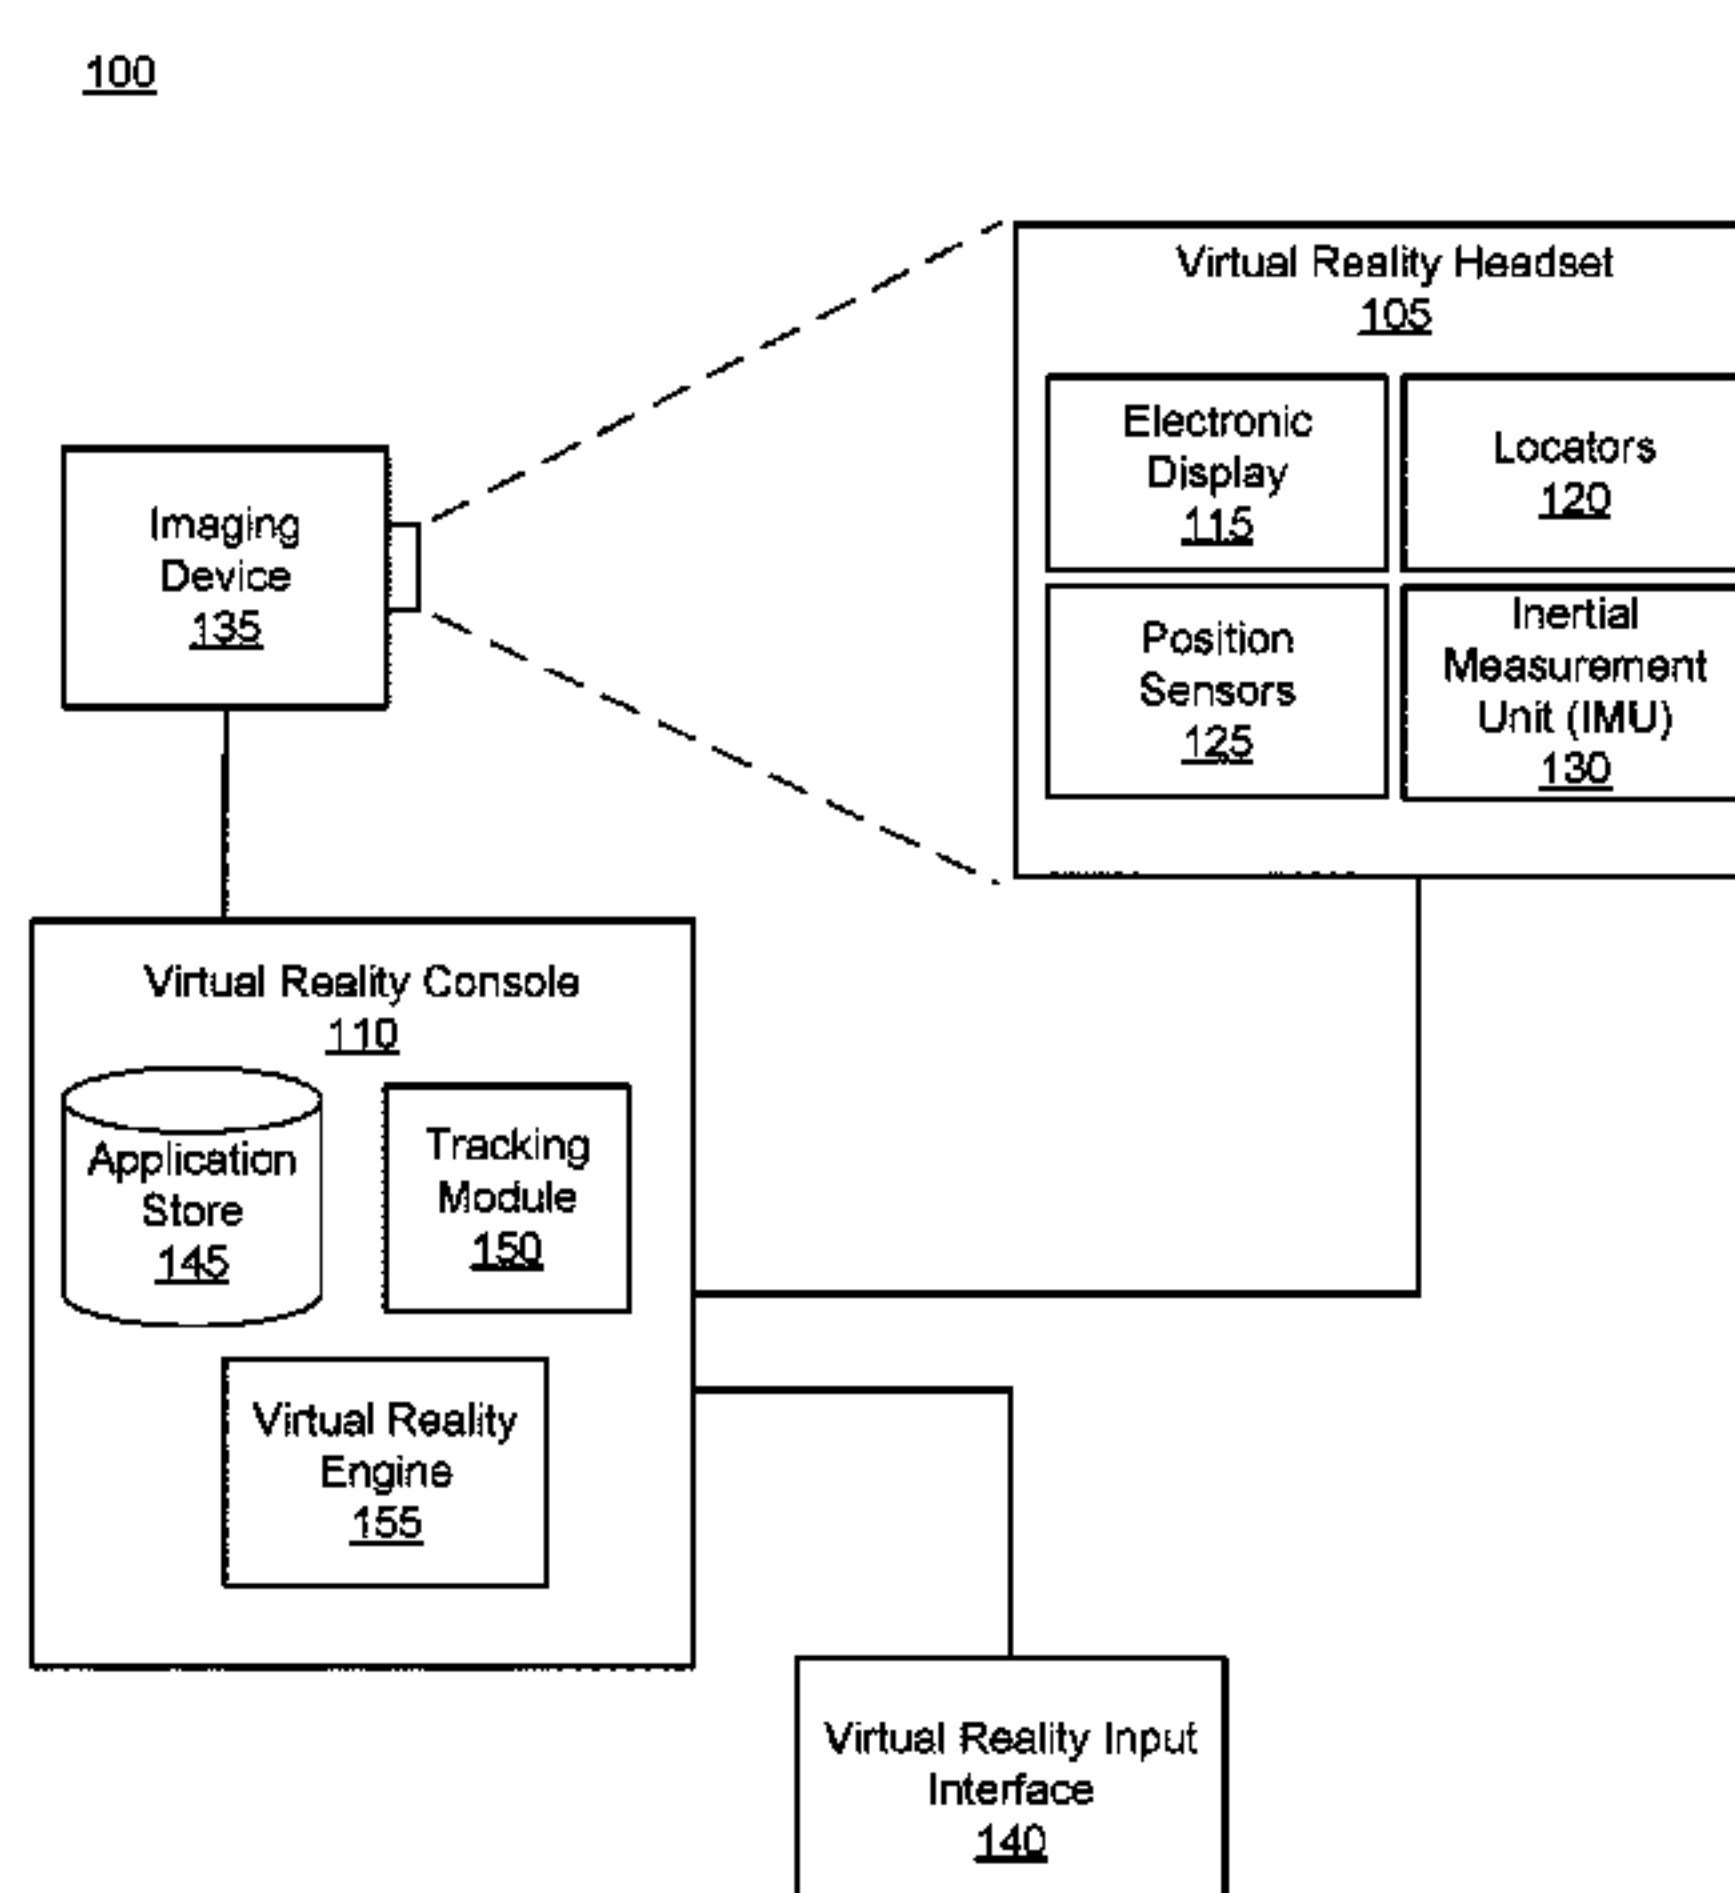 100
Virtual Reality Headset
105
Electronic
Display
115
Locators
120
Position
Sensors
125
Inertial
Measurement
Unit (IMU)
130
Imaging
Device
135
Virtual Reality Console
110
Application
Store
145
Tracking
Module
150
Virtual Reality
Engine
155
Virtual Reality Input
Interface
140